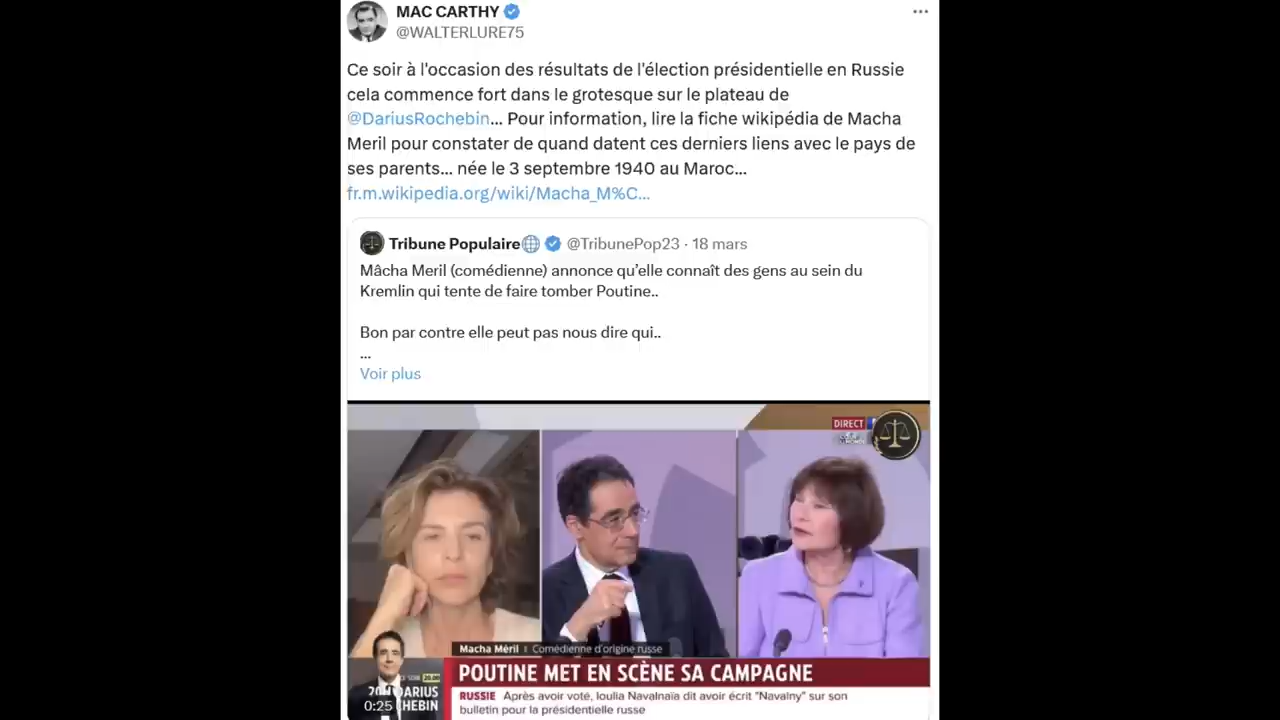 MAC CARTHY
@WALTERLURE75
Ce soir à l'occasion des résultats de l'élection présidentielle en Russie
cela commence fort dans le grotesque sur le plateau de
@DariusRochebin... Pour information, lire la fiche wikipédia de Macha
Meril pour constater de quand datent ces derniers liens avec le pays de
ses parents... née le 3 septembre 1940 au Maroc...
fr.m.wikipedia.org/wiki/Macha_M%C...
Tribune Populaire @TribunePop23 · 18 mars
Mâcha Meril (comédienne) annonce qu'elle connaît des gens au sein du
Kremlin qui tente de faire tomber Poutine..
Bon par contre elle peut pas nous dire qui..
...
Voir plus
DIRECT
Macha Méril | Comédienne d'origine russe
POUTINE MET EN SCÈNE SA CAMPAGNE
DARIUS
RUSSIE Après avoir voté, Ioulia Navalnaïa dit avoir écrit "Navalny" sur son
0:25
bulletin pour la présidentielle russe